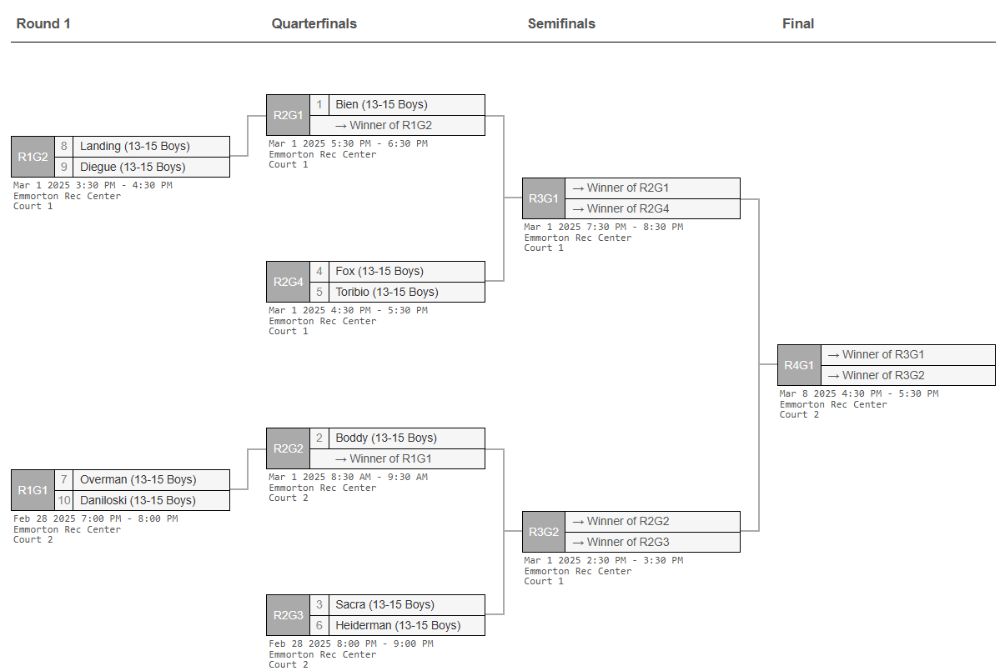 Round 1
Quarterfinals
Semifinals
Final
R2G1
1 Bien (13-15 Boys)
→ Winner of R1G2
Mar 1 2025 5:30 PM - 6:30 PM
Emmorton Rec Center
Court 1
R1G2
8 Landing (13-15 Boys)
9 Diegue (13-15 Boys)
Mar 1 2025 3:30 PM - 4:30 PM
Emmorton Rec Center
Court 1
R3G1
→ Winner of R2G1
→ Winner of R2G4
Mar 1 2025 7:30 PM - 8:30 PM
Emmorton Rec Center
Court 1
R2G4
4 Fox (13-15 Boys)
5 Toribio (13-15 Boys)
Mar 1 2025 4:30 PM - 5:30 PM
Emmorton Rec Center
Court 1
R4G1
→ Winner of R3G1
→ Winner of R3G2
Mar 8 2025 4:30 PM - 5:30 PM
Emmorton Rec Center
Court 2
R2G2
2 Boddy (13-15 Boys)
→ Winner of R1G1
Mar 1 2025 8:30 AM - 9:30 AM
Emmorton Rec Center
Court 2
R1G1
7 Overman (13-15 Boys)
10 Daniloski (13-15 Boys)
Feb 28 2025 7:00 PM - 8:00 PM
Emmorton Rec Center
Court 2
R3G2
→ Winner of R2G2
→ Winner of R2G3
Mar 1 2025 2:30 PM - 3:30 PM
Emmorton Rec Center
Court 1
R2G3
3 Sacra (13-15 Boys)
6 Heiderman (13-15 Boys)
Feb 28 2025 8:00 PM - 9:00 PM
Emmorton Rec Center
Court 2